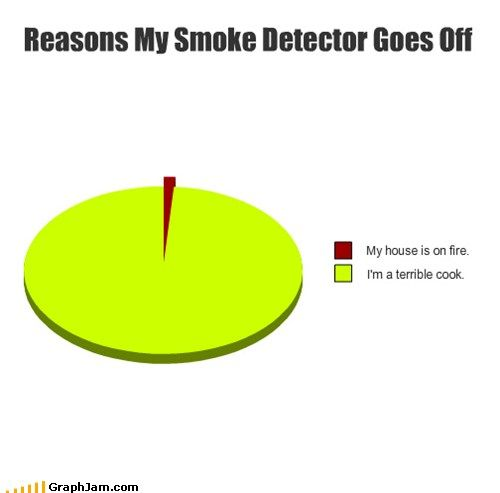 Reasons My Smoke Detector Goes Off
My house is on fire.
I'm a terrible cook.
GraphJam.com